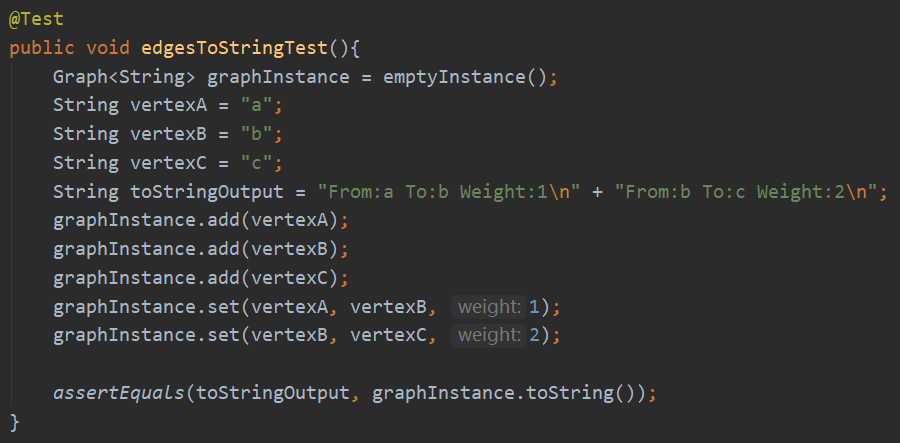 @Test
public void edgesToStringTest(){
    Graph<String> graphInstance = emptyInstance();
    String vertexA = "a";
    String vertexB = "b";
    String vertexC = "c";
    String toStringOutput = "From:a To:b Weight:1\n" + "From:b To:c Weight:2\n";
    graphInstance.add(vertexA);
    graphInstance.add(vertexB);
    graphInstance.add(vertexC);
    graphInstance.set(vertexA, vertexB, weight: 1);
    graphInstance.set(vertexB, vertexC, weight: 2);

    assertEquals(toStringOutput, graphInstance.toString());
}